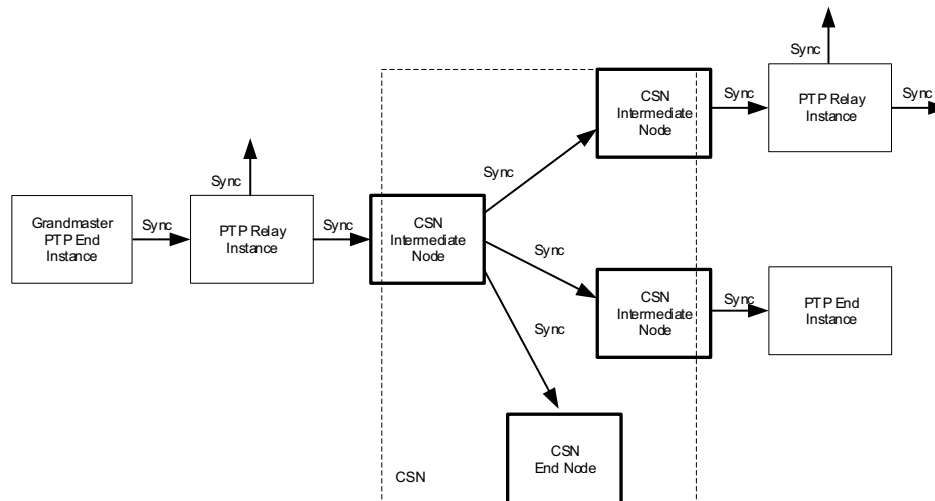 Sync
CSN
Intermediate
Node
Sync
PTP Relay
Instance
Sync
Sync
Sync
Grandmaster
PTP End
Instance
Sync
PTP Relay
Instance
Sync
CSN
Intermediate
Node
Sync
CSN
Intermediate
Node
Sync
PTP End
Instance
Sync
CSN
End Node
CSN